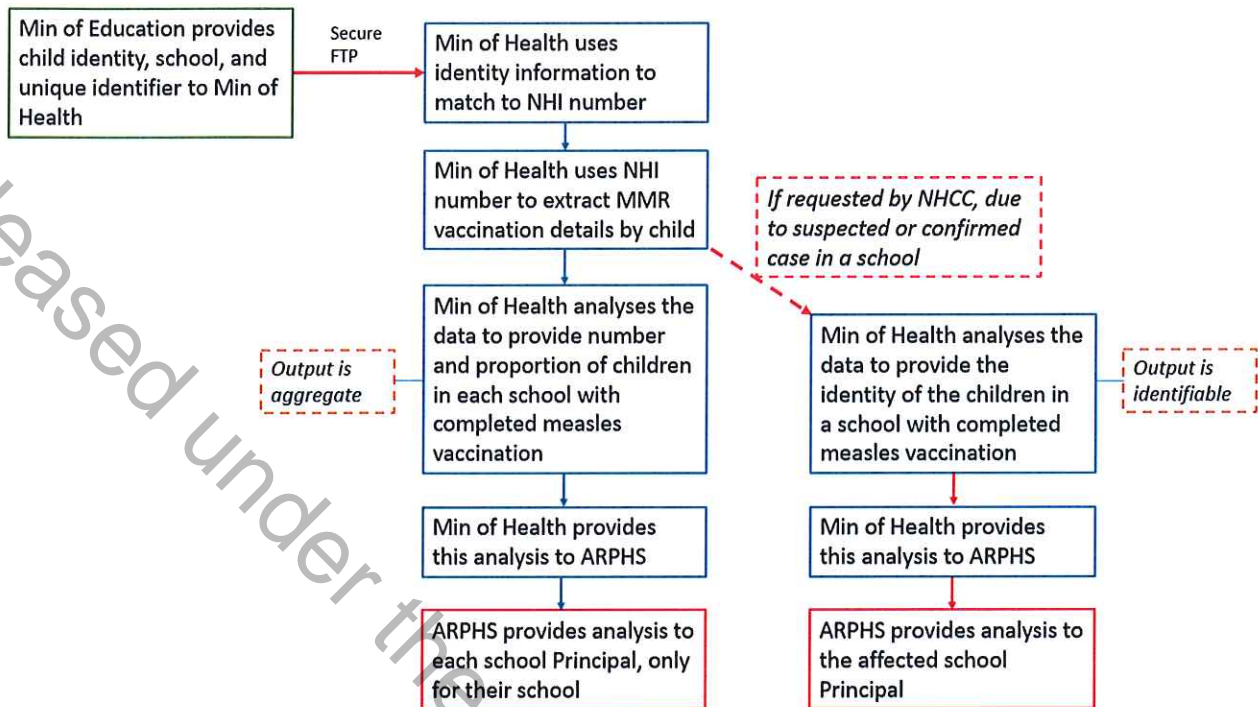 Min of Education provides
child identity, school, and
unique identifier to Min of
Health
Secure
FTP
Min of Health uses
identity information to
match to NHI number
Min of Health uses NHI
number to extract MMR
vaccination details by child
If requested by NHCC, due
to suspected or confirmed
case in a school
Min of Health analyses the
data to provide number
and proportion of children
in each school with
completed measles
vaccination
Output is
aggregate
Min of Health analyses the
data to provide the
identity of the children in
a school with completed
measles vaccination
Output is
identifiable
Min of Health provides
this analysis to ARPHS
Min of Health provides
this analysis to ARPHS
ARPHS provides analysis to
each school Principal, only
for their school
ARPHS provides analysis to
the affected school
Principal
eased under the